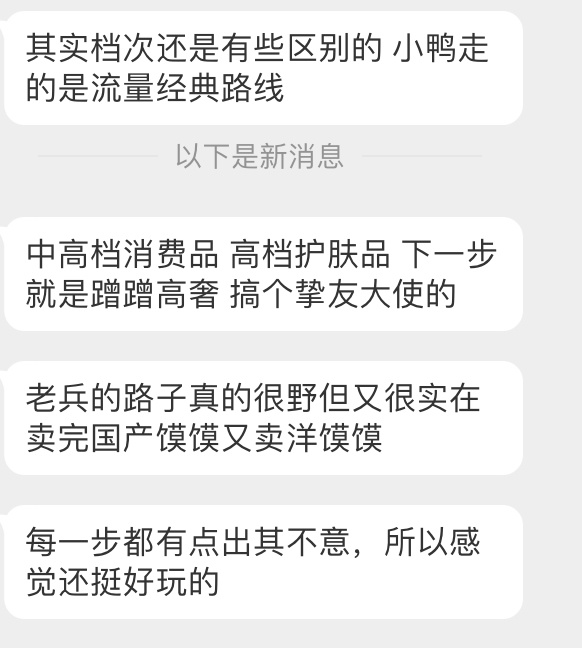 其实档次还是有些区别的 小鸭走
的是流量经典路线
以下是新消息
中高档消费品 高档护肤品 下一步
就是蹭蹭高奢 搞个挚友大使的
老兵的路子真的很野但又很实在
卖完国产馍馍又卖洋馍馍
每一步都有点出其不意，所以感
觉还挺好玩的